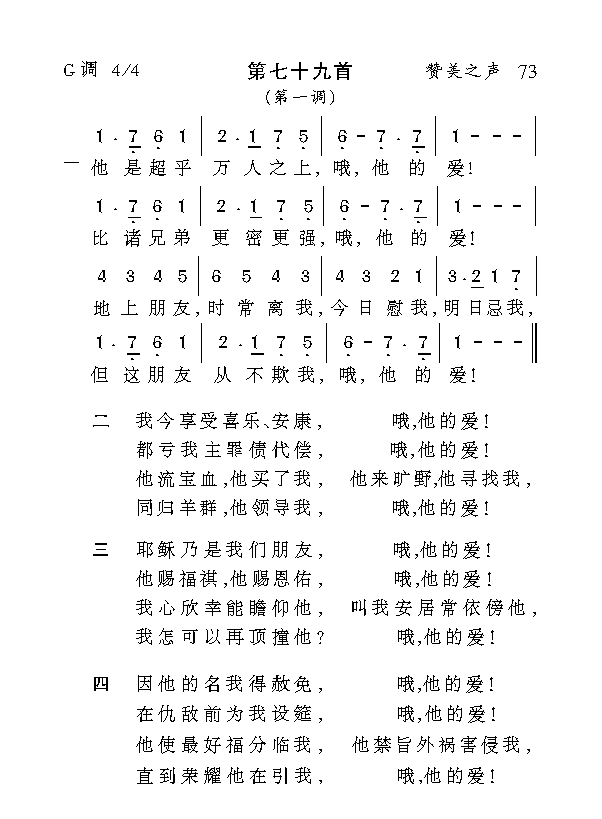 G调 4/4 第七十九首 赞美之声 73
(第一调)
1 . 7 6 1 | 2 . 1 7 5 | 6 - 7 . 7 | 1 - - - |
一 他是超乎 万人之上,哦,他的 爱!
1 . 7 6 1 | 2 . 1 7 5 | 6 - 7 . 7 | 1 - - - |
比诸兄弟 更密更强,哦,他的 爱!
4 3 4 5 | 6 5 4 3 | 4 3 2 1 | 3 . 2 1 7 |
地上朋友,时常离我,今日慰我,明日忌我,
1 . 7 6 1 | 2 . 1 7 5 | 6 - 7 . 7 | 1 - - - ‖
但这朋友 从不欺我,哦,他的 爱!
二 我今享受喜乐、安康, 哦,他的爱!
都亏我主罪债代偿, 哦,他的爱!
他流宝血,他买了我, 他来旷野,他寻找我,
同归羊群,他领导我, 哦,他的爱!
三 耶稣乃是我们朋友, 哦,他的爱!
他赐福祺,他赐恩佑, 哦,他的爱!
我心欣幸能瞻仰他, 叫我安居常依傍他,
我怎可以再顶撞他? 哦,他的爱!
四 因他的名我得赦免, 哦,他的爱!
在仇敌前为我设筵, 哦,他的爱!
他使最好福分临我, 他禁旨外祸害侵我,
直到荣耀他在引我, 哦,他的爱!